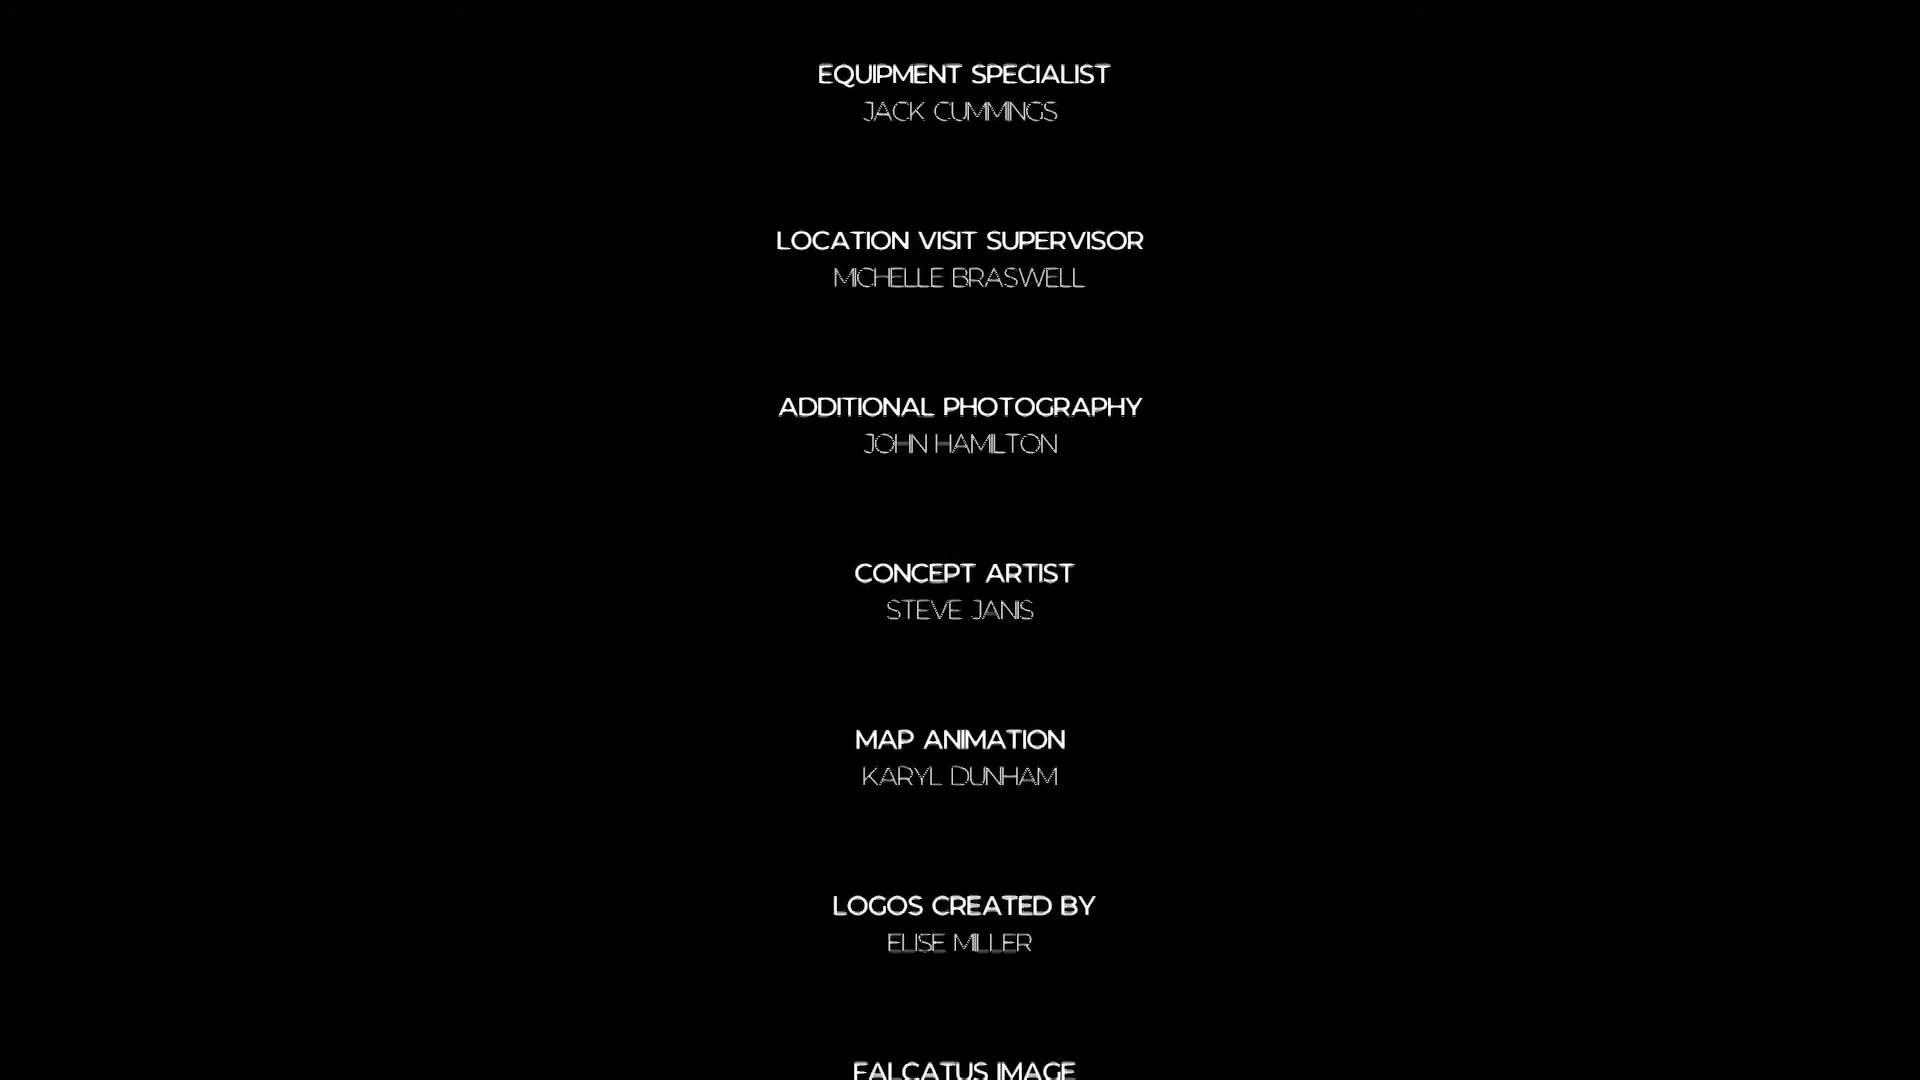 EQUIPMENT SPECIALIST
JACK CUMMINGS
LOCATION VISIT SUPERVISOR
MICHELLE BRASWELL
ADDITIONAL PHOTOGRAPHY
JOHN HAMILTON
CONCEPT ARTIST
STEVE JANIS
MAP ANIMATION
KARYL DUNHAM
LOGOS CREATED BY
ELISE MILLER
FALCATUS IMAGE